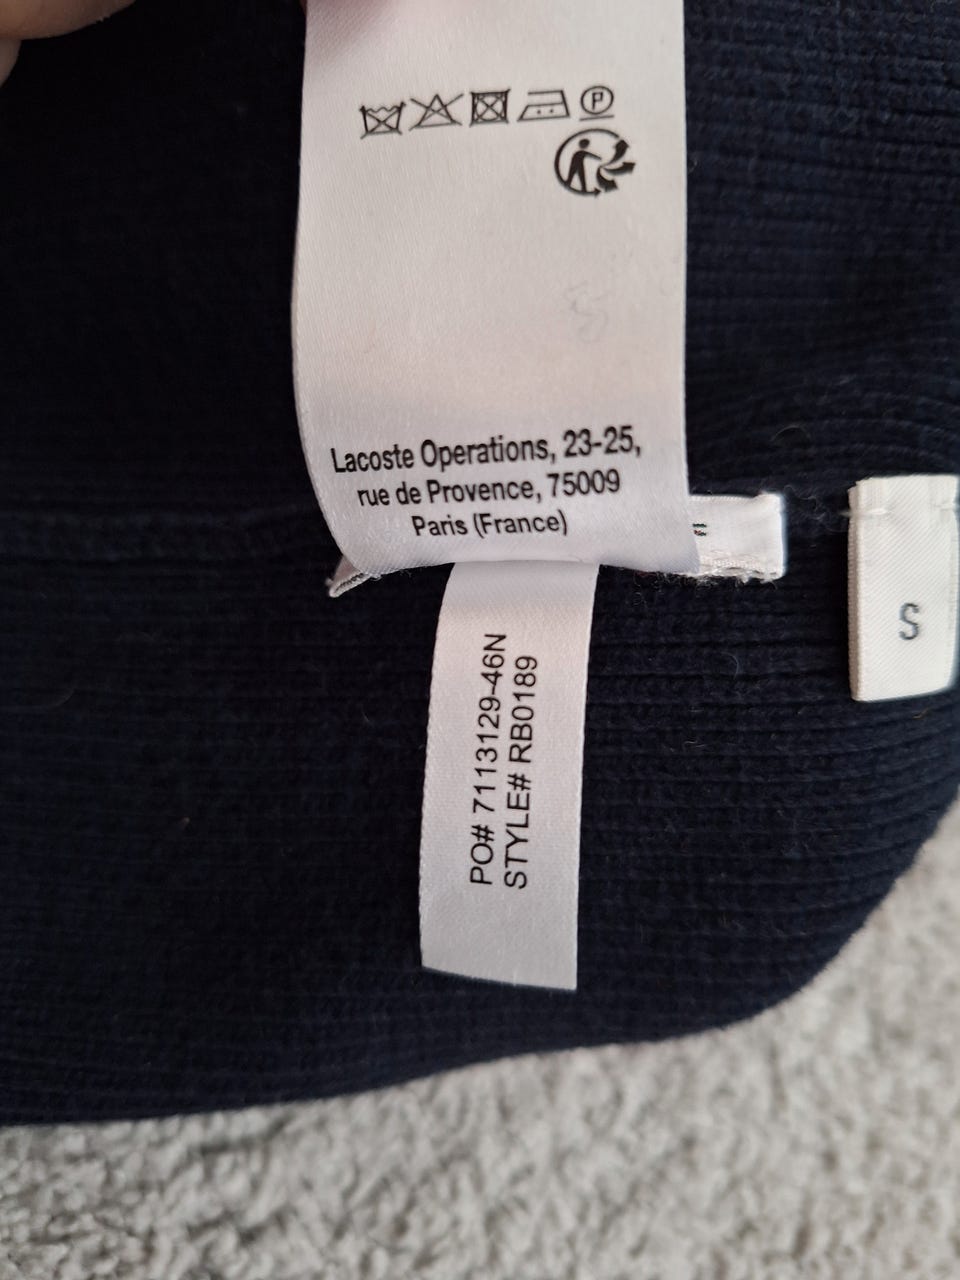 P
Lacoste Operations, 23-25,
rue de Provence, 75009
Paris (France)
S
PO# 7113129-46N
STYLE# RB0189